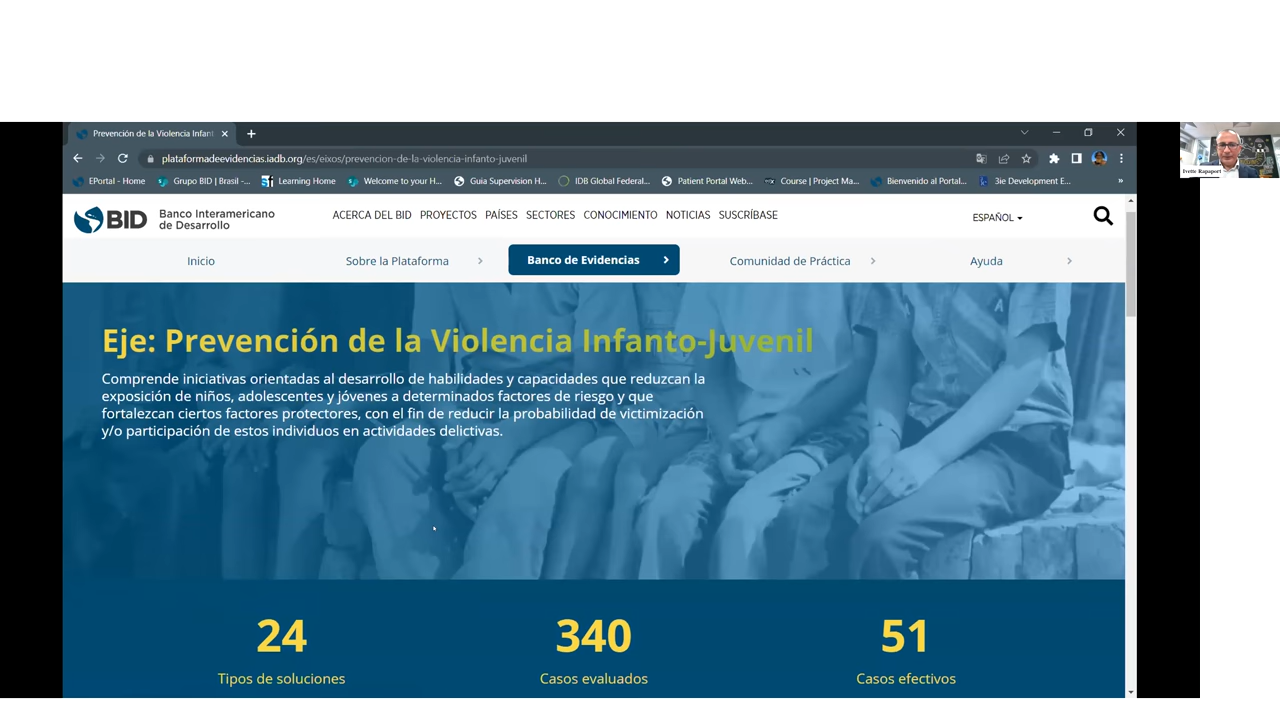 Prevención de la Violencia Infant
plataformadeevidencias.iadb.org/es/eixos/prevencion-de-la-violencia-infanto-juvenil
EPortal - Home Grupo BID | Brasil -... Learning Home Welcome to your H... Guia Supervision H... IDB Global Federal... Patient Portal Web... Course | Project Ma... Bienvenido al Portal... 3ie Development E... »
BID Banco Interamericano de Desarrollo
ACERCA DEL BID PROYECTOS PAÍSES SECTORES CONOCIMIENTO NOTICIAS SUSCRÍBASE
ESPAÑOL
Inicio Sobre la Plataforma Banco de Evidencias Comunidad de Práctica Ayuda
Eje: Prevención de la Violencia Infanto-Juvenil
Comprende iniciativas orientadas al desarrollo de habilidades y capacidades que reduzcan la
exposición de niños, adolescentes y jóvenes a determinados factores de riesgo y que
fortalezcan ciertos factores protectores, con el fin de reducir la probabilidad de victimización
y/o participación de estos individuos en actividades delictivas.
24 340 51
Tipos de soluciones Casos evaluados Casos efectivos
Ivette Rapaport